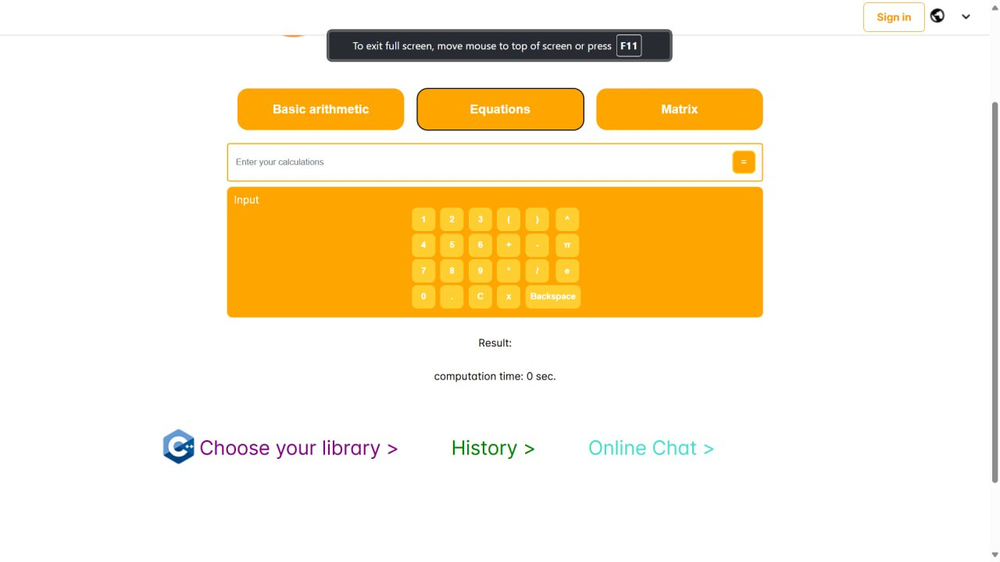 Sign in
To exit full screen, move mouse to top of screen or press F11
Basic arithmetic Equations Matrix
Enter your calculations =
Input
1 2 3 ( ) ^
4 5 6 + - π
7 8 9 * / e
0 . C x Backspace
Result:
computation time: 0 sec.
C++ Choose your library > History > Online Chat >